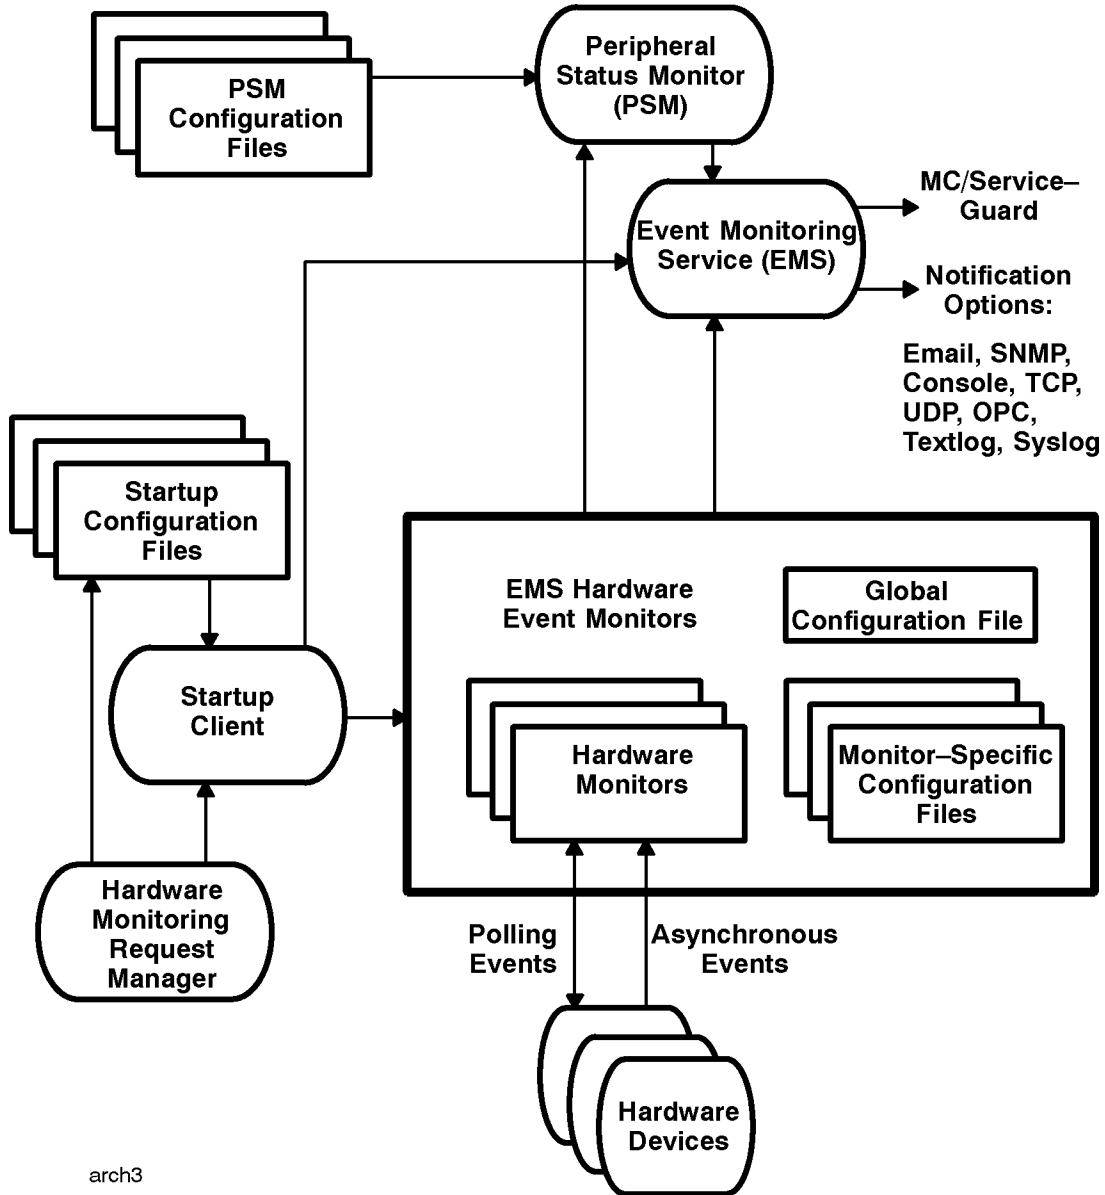 PSM
Configuration
Files
Peripheral
Status Monitor
(PSM)
Event Monitoring
Service (EMS)
MC/Service–
Guard
Notification
Options:
Email, SNMP,
Console, TCP,
UDP, OPC,
Textlog, Syslog
Startup
Configuration
Files
Startup
Client
Hardware
Monitoring
Request
Manager
EMS Hardware
Event Monitors
Global
Configuration File
Hardware
Monitors
Monitor–Specific
Configuration
Files
Polling
Events
Asynchronous
Events
Hardware
Devices
arch3